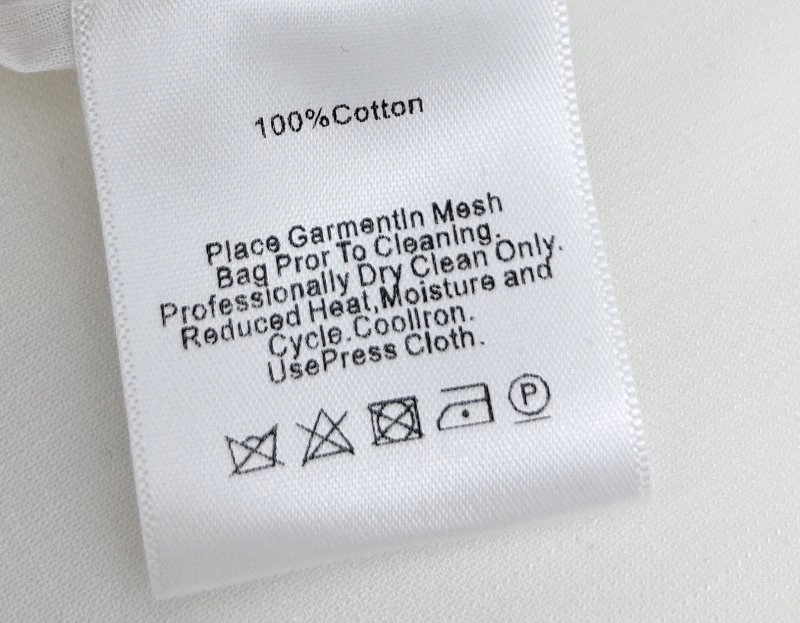 100%Cotton
Place GarmentIn Mesh
Bag Pror To Cleaning.
Professionally Dry Clean Only.
Reduced Heat,Moisture and
Cycle.CoolIron.
UsePress Cloth.
P